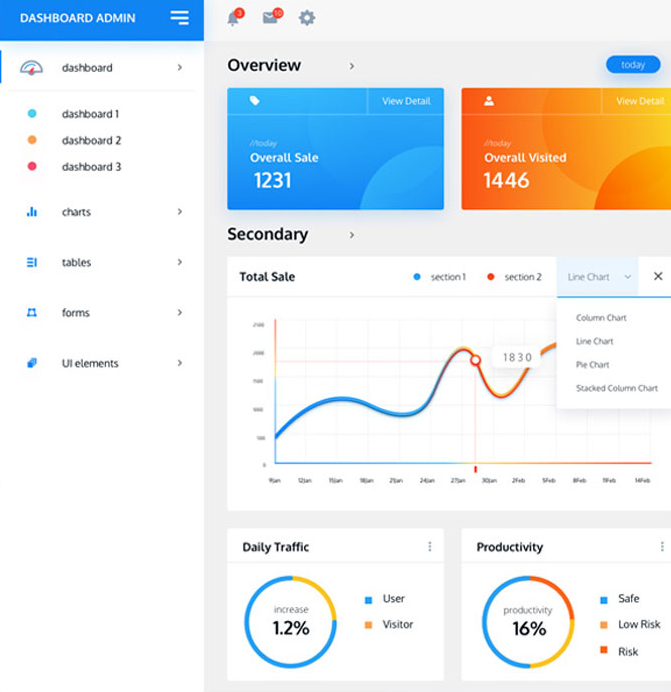 DASHBOARD ADMIN
3
10
dashboard
dashboard 1
dashboard 2
dashboard 3
charts
tables
forms
UI elements
Overview
today
View Detail
//today
Overall Sale
1231
View Detail
//today
Overall Visited
1446
Secondary
Total Sale
section 1
section 2
Line Chart
Column Chart
Line Chart
Pie Chart
Stacked Column Chart
2500
2000
1500
1000
500
0
1830
9Jan 12Jan 15Jan 18Jan 21Jan 24Jan 27Jan 30Jan 2Feb 5Feb 8Feb 11Feb 14Feb
Daily Traffic
increase
1.2%
User
Visitor
Productivity
productivity
16%
Safe
Low Risk
Risk